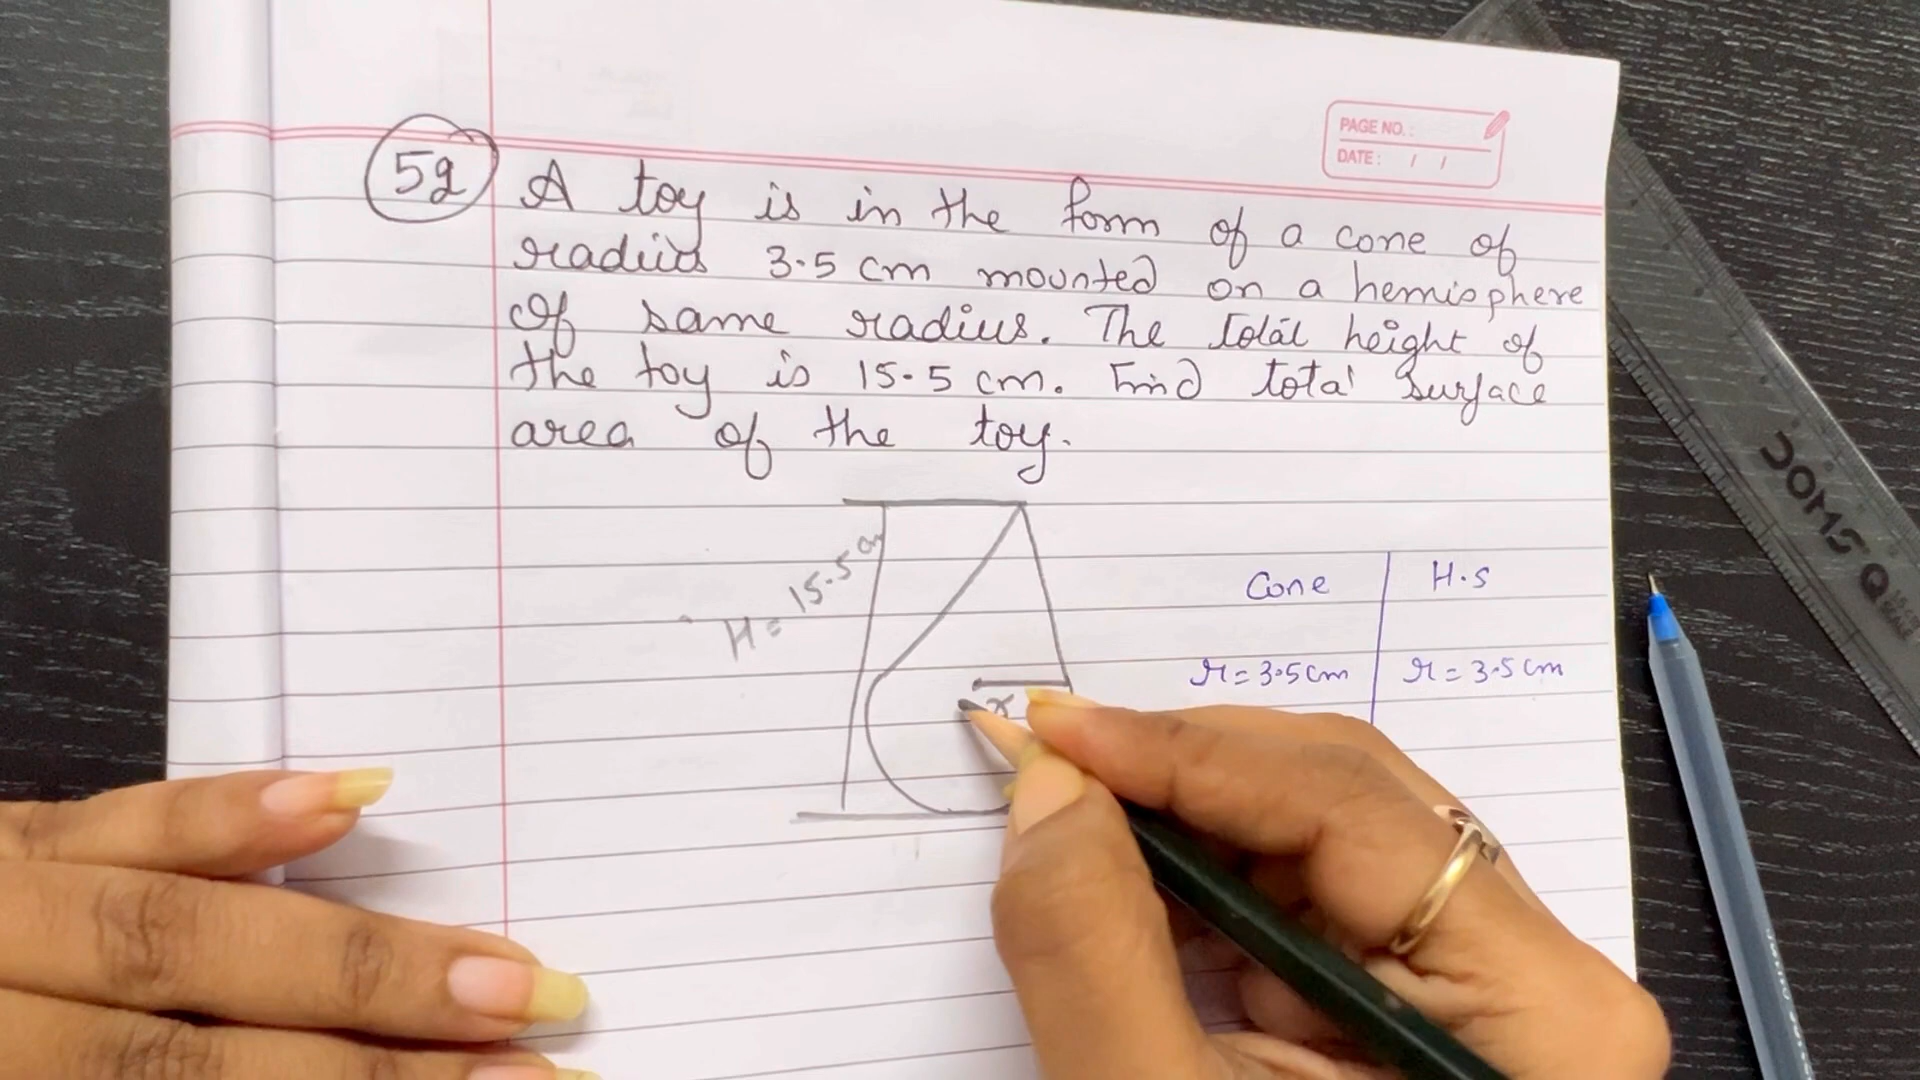 PAGE NO.:
DATE: / /
52 A toy is in the form of a cone of
radius 3.5 cm mounted on a hemisphere
of same radius. The total height of
the toy is 15.5 cm. Find total surface
area of the toy.
H = 15.5 cm
Cone
H.S
r = 3.5 cm
r = 3.5 cm
r
DOMS